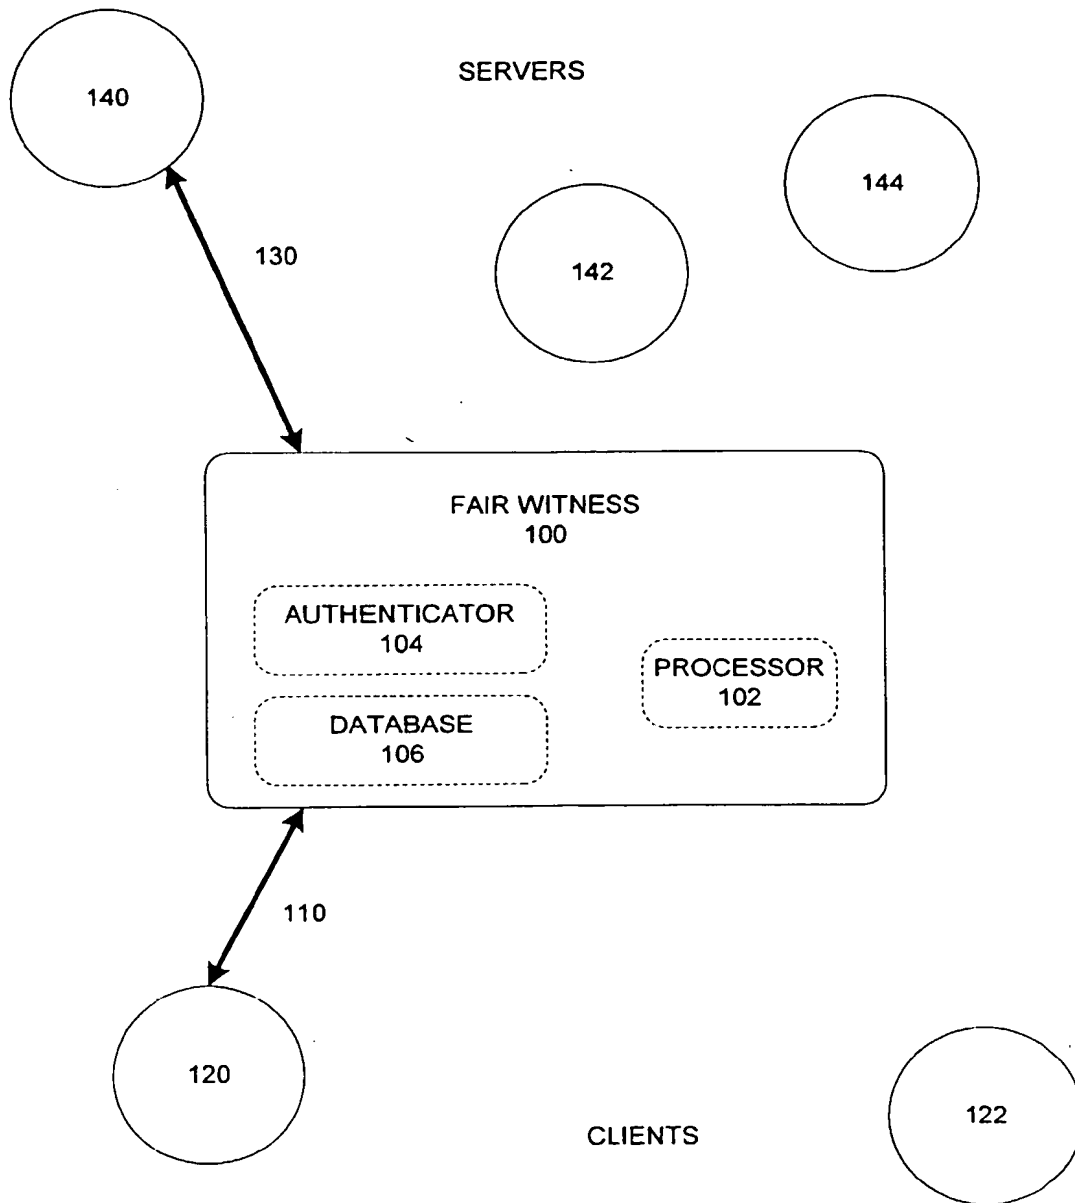 140
SERVERS
144
142
130
FAIR WITNESS
100
AUTHENTICATOR
104
PROCESSOR
102
DATABASE
106
110
120
122
CLIENTS